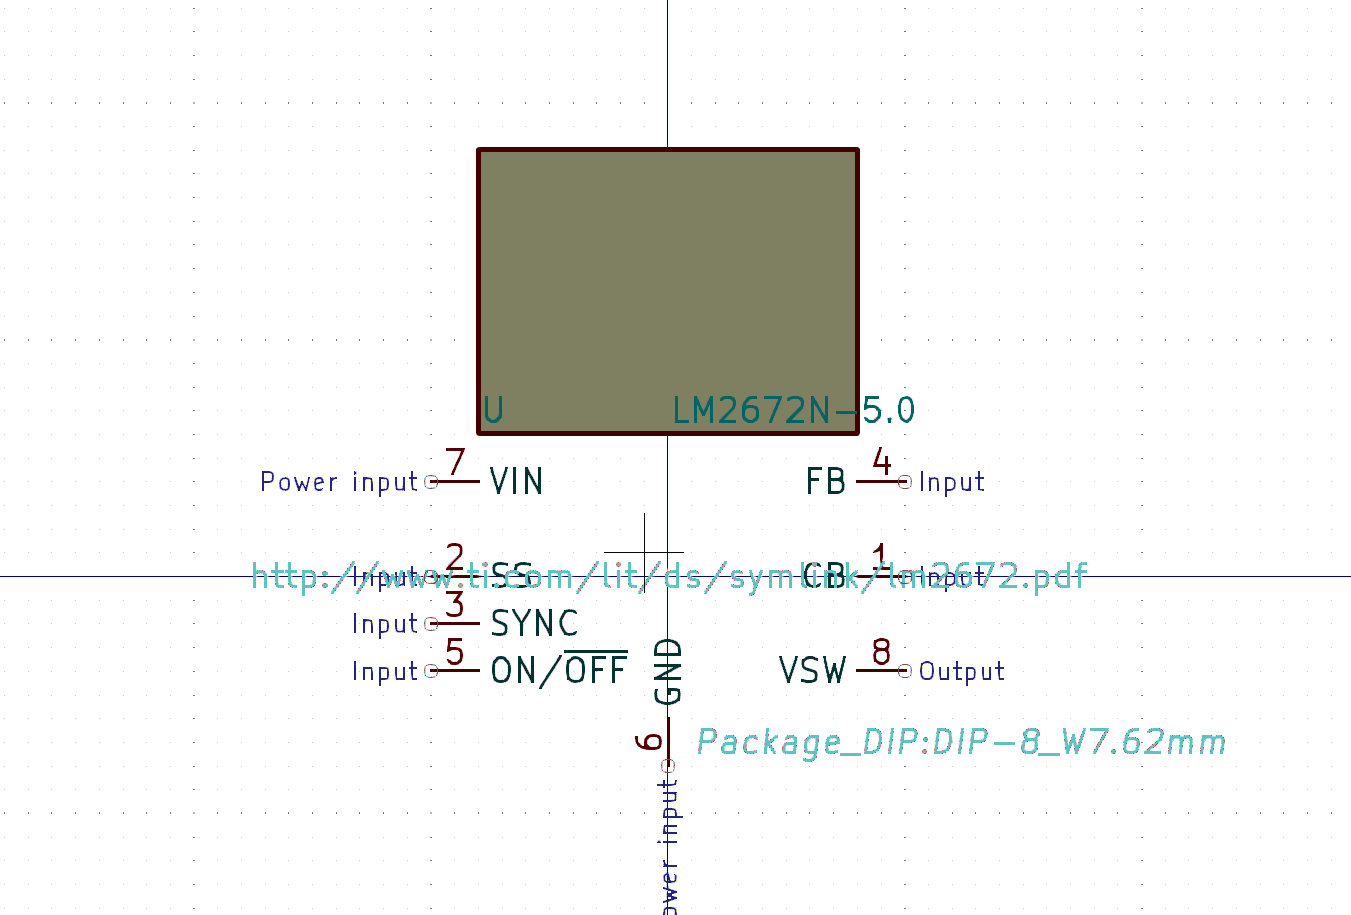 U
LM2672N-5.0
7
Power input
VIN
4
FB
Input
2
Input
SS
1
CB
Input
http://www.ti.com/lit/ds/symlink/lm2672.pdf
3
Input
SYNC
5
Input
ON/OFF
8
VSW
Output
GND
6
Package_DIP:DIP-8_W7.62mm
input